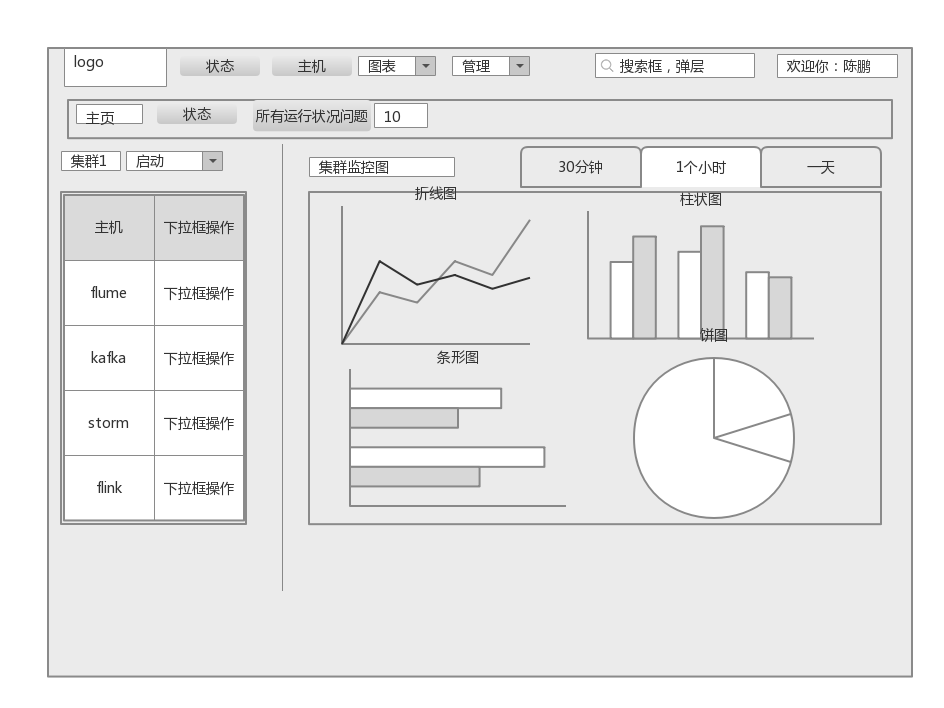 logo
状态
主机
图表
管理
搜索框，弹层
欢迎你：陈鹏
主页
状态
所有运行状况问题
10
集群1
启动
集群监控图
30分钟
1个小时
一天
主机
下拉框操作
flume
下拉框操作
kafka
下拉框操作
storm
下拉框操作
flink
下拉框操作
折线图
柱状图
条形图
饼图